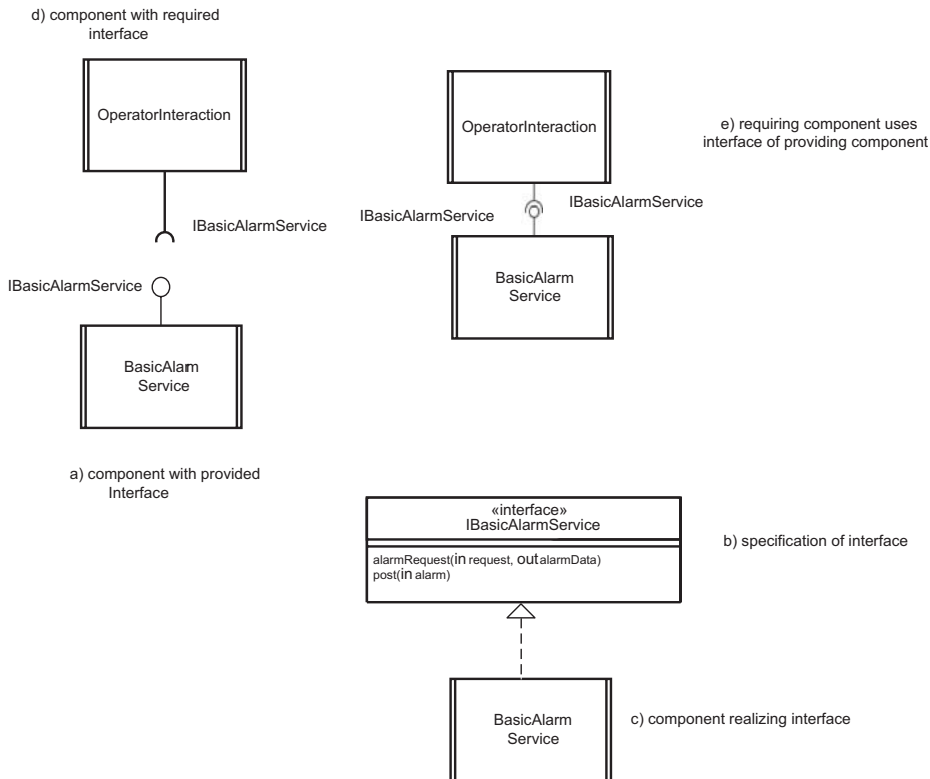 d) component with required
interface
OperatorInteraction
IBasicAlarmService
IBasicAlarmService
BasicAlarm
Service
a) component with provided
Interface
OperatorInteraction
e) requiring component uses
interface of providing component
IBasicAlarmService
IBasicAlarmService
BasicAlarm
Service
«interface»
IBasicAlarmService
alarmRequest(in request, out alarmData)
post(in alarm)
b) specification of interface
BasicAlarm
Service
c) component realizing interface